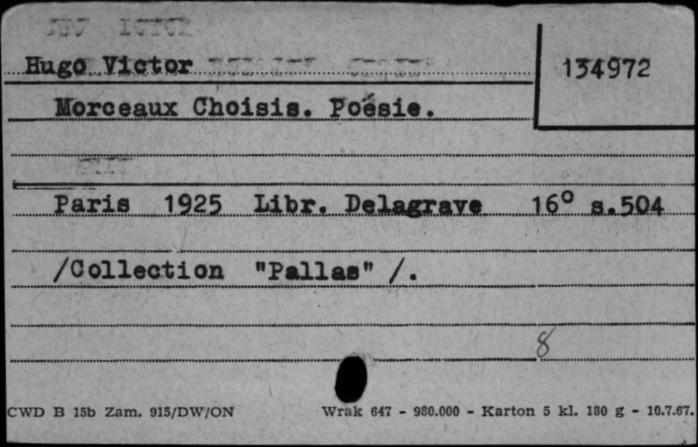 Hugo Victor
134972
Morceaux Choisis. Poésie.
Paris 1925 Libr. Delagrave 16° s.504
/Collection "Pallas" /.
8
CWD B 15b Zam. 915/DW/ON Wrak 647 - 980.000 - Karton 5 kl. 180 g - 10.7.67.